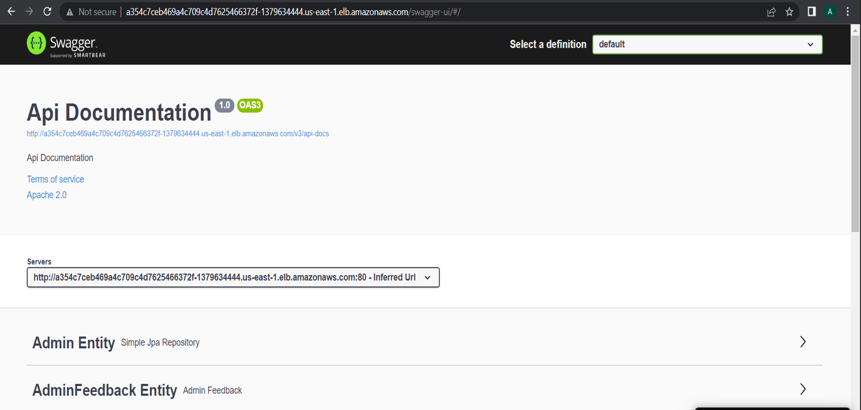 Not secure | a354c7ceb469a4c709c4d7625466372f-1379634444.us-east-1.elb.amazonaws.com/swagger-ui/#/
A
Swagger.
Supported by SMARTBEAR
Select a definition
default
Api Documentation 1.0 OAS3
http://a354c7ceb469a4c709c4d7625466372f-1379634444.us-east-1.elb.amazonaws.com/v3/api-docs
Api Documentation
Terms of service
Apache 2.0
Servers
http://a354c7ceb469a4c709c4d7625466372f-1379634444.us-east-1.elb.amazonaws.com:80 - Inferred Url
Admin Entity Simple Jpa Repository
AdminFeedback Entity Admin Feedback